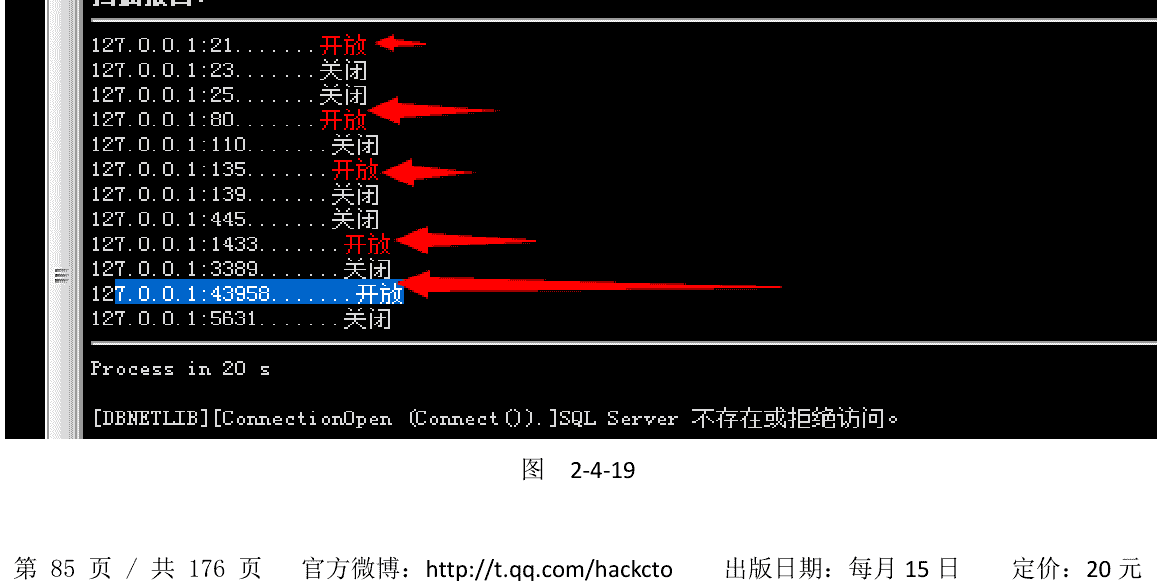 扫描报告:
127.0.0.1:21.......开放
127.0.0.1:23.......关闭
127.0.0.1:25.......关闭
127.0.0.1:80.......开放
127.0.0.1:110.......关闭
127.0.0.1:135.......开放
127.0.0.1:139.......关闭
127.0.0.1:445.......关闭
127.0.0.1:1433.......开放
127.0.0.1:3389.......关闭
127.0.0.1:43958.......开放
127.0.0.1:5631.......关闭
Process in 20 s
[DBNETLIB][ConnectionOpen (Connect()).]SQL Server 不存在或拒绝访问。
图 2-4-19
第 85 页 / 共 176 页 官方微博：http://t.qq.com/hackcto 出版日期：每月 15 日 定价：20 元